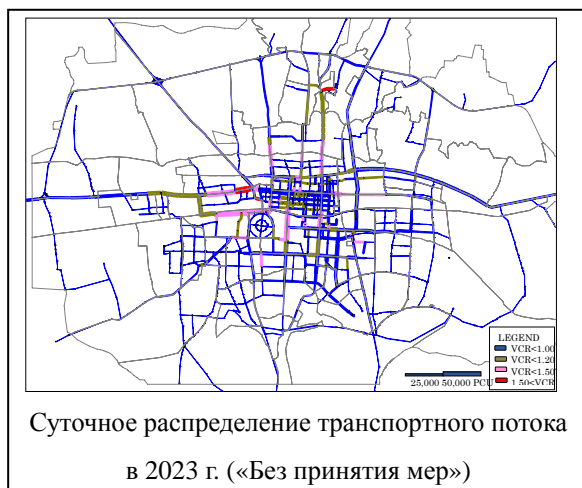 LEGEND
VCR<1.00
VCR<1.20
VCR<1.50
1.50<VCR
25,000 50,000 PCU
Суточное распределение транспортного потока
в 2023 г. («Без принятия мер»)